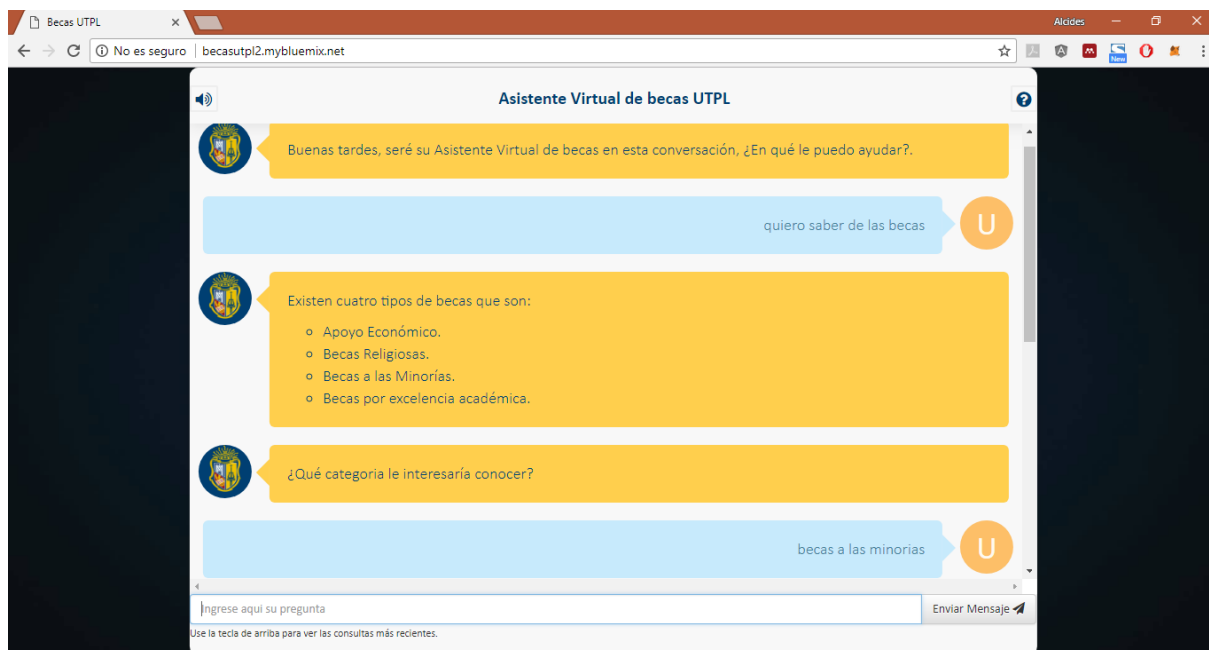 Becas UTPL
Alcides
No es seguro | becasutpl2.mybluemix.net
New
Asistente Virtual de becas UTPL
Buenas tardes, seré su Asistente Virtual de becas en esta conversación, ¿En qué le puedo ayudar?.
quiero saber de las becas
U
Existen cuatro tipos de becas que son:
Apoyo Económico.
Becas Religiosas.
Becas a las Minorías.
Becas por excelencia académica.
¿Qué categoria le interesaría conocer?
becas a las minorias
U
Ingrese aqui su pregunta
Enviar Mensaje
Use la tecla de arriba para ver las consultas más recientes.